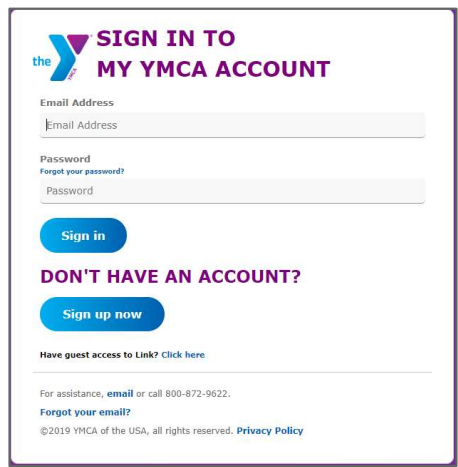 the
YMCA
SIGN IN TO
MY YMCA ACCOUNT
Email Address
Email Address
Password
Forgot your password?
Password
Sign in
DON'T HAVE AN ACCOUNT?
Sign up now
Have guest access to Link? Click here
For assistance, email or call 800-872-9622.
Forgot your email?
©2019 YMCA of the USA, all rights reserved. Privacy Policy